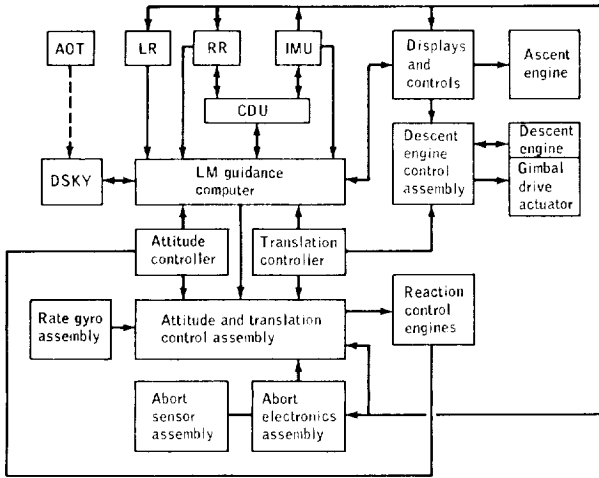 AOT
LR
RR
IMU
Displays
and
controls
Ascent
engine
CDU
DSKY
LM guidance
computer
Descent
engine
control
assembly
Descent
engine
Gimbal
drive
actuator
Attitude
controller
Translation
controller
Rate gyro
assembly
Attitude and translation
control assembly
Reaction
control
engines
Abort
sensor
assembly
Abort
electronics
assembly